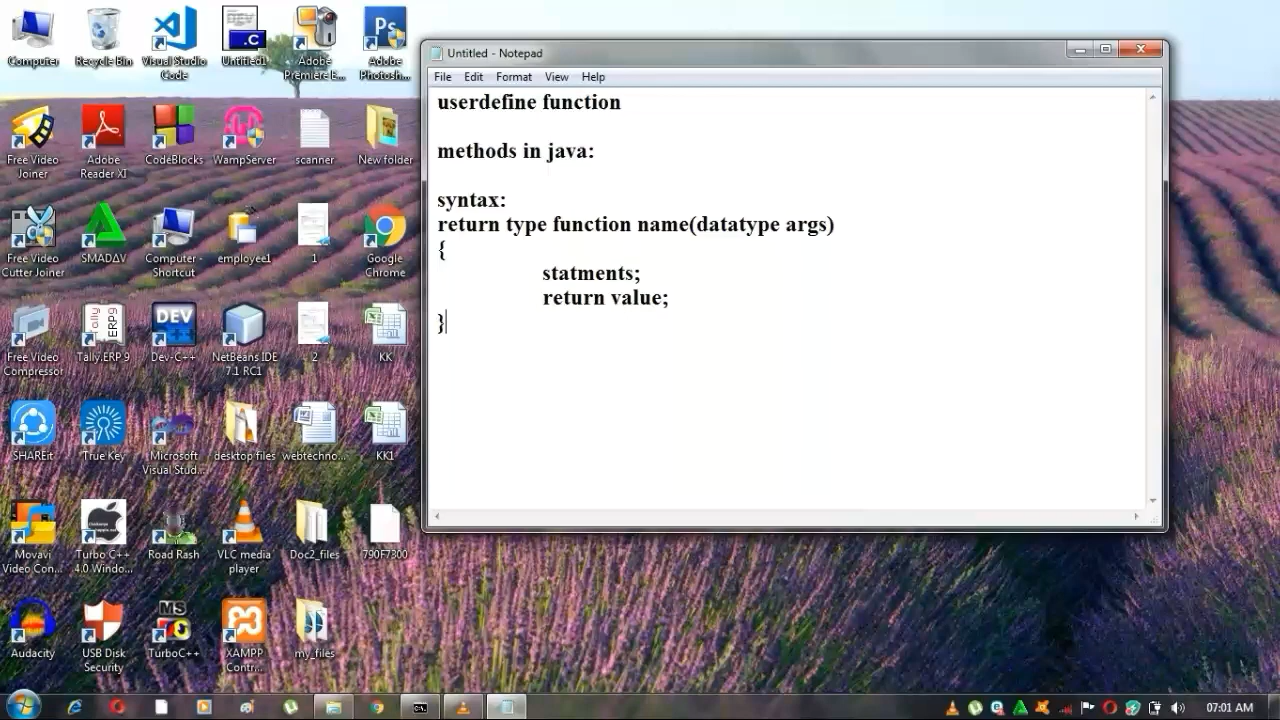 Computer
Recycle Bin
Visual Studio Code
Untitled1
Adobe Premiere E...
Adobe Photosh...
Free Video Joiner
Adobe Reader XI
CodeBlocks
WampServer
scanner
New folder
Free Video Cutter Joiner
SMADΔV
Computer - Shortcut
employee1
1
Google Chrome
Free Video Compressor
Tally.ERP 9
Dev-C++
NetBeans IDE 7.1 RC1
2
KK
SHAREit
True Key
Microsoft Visual Stud...
desktop files
webtechno...
KK1
Movavi Video Con...
Turbo C++ 4.0 Windo...
Road Rash
VLC media player
Doc2_files
790F7300
Audacity
USB Disk Security
TurboC++
XAMPP Contr...
my_files
DEV
.C
Ps
MS
Untitled - Notepad
File Edit Format View Help
userdefine function
methods in java:
syntax:
return type function name(datatype args)
{
statments;
return value;
}
07:01 AM